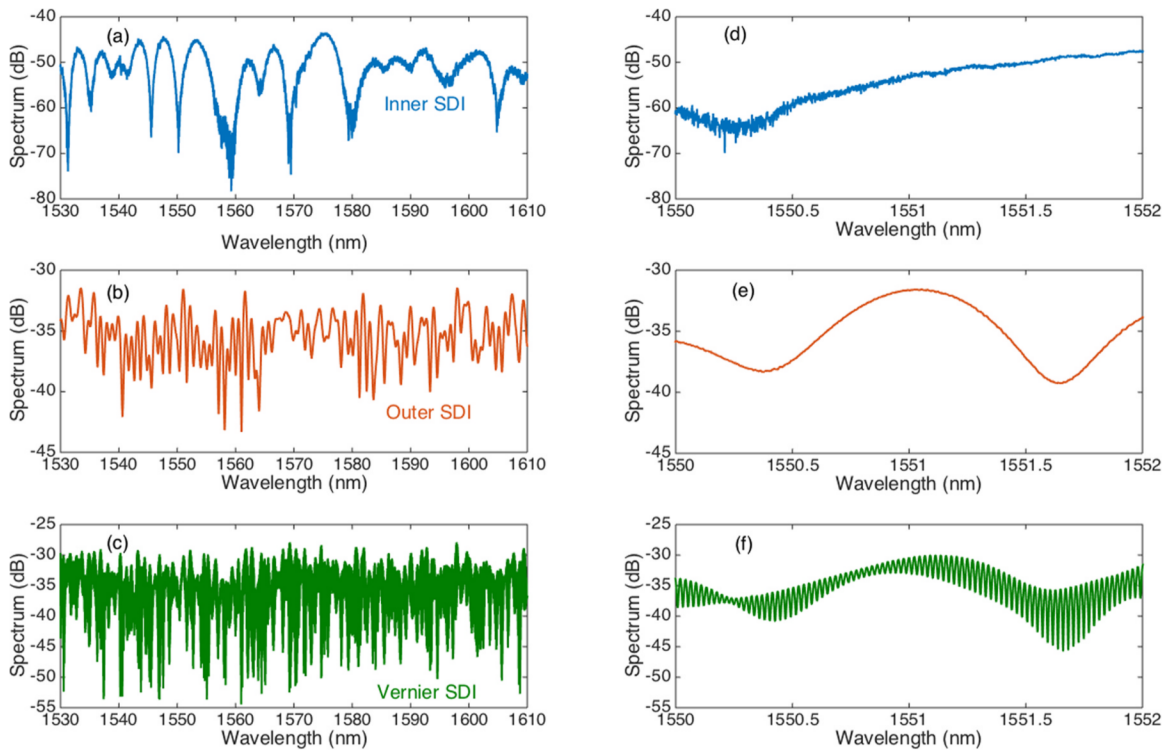 (a)
Inner SDI
Spectrum (dB)
-40
-50
-60
-70
-80
1530 1540 1550 1560 1570 1580 1590 1600 1610
Wavelength (nm)
(d)
Spectrum (dB)
-40
-50
-60
-70
-80
1550 1550.5 1551 1551.5 1552
Wavelength (nm)
(b)
Outer SDI
Spectrum (dB)
-30
-35
-40
-45
1530 1540 1550 1560 1570 1580 1590 1600 1610
Wavelength (nm)
(e)
Spectrum (dB)
-30
-35
-40
-45
1550 1550.5 1551 1551.5 1552
Wavelength (nm)
(c)
Vernier SDI
Spectrum (dB)
-25
-30
-35
-40
-45
-50
-55
1530 1540 1550 1560 1570 1580 1590 1600 1610
Wavelength (nm)
(f)
Spectrum (dB)
-25
-30
-35
-40
-45
-50
-55
1550 1550.5 1551 1551.5 1552
Wavelength (nm)